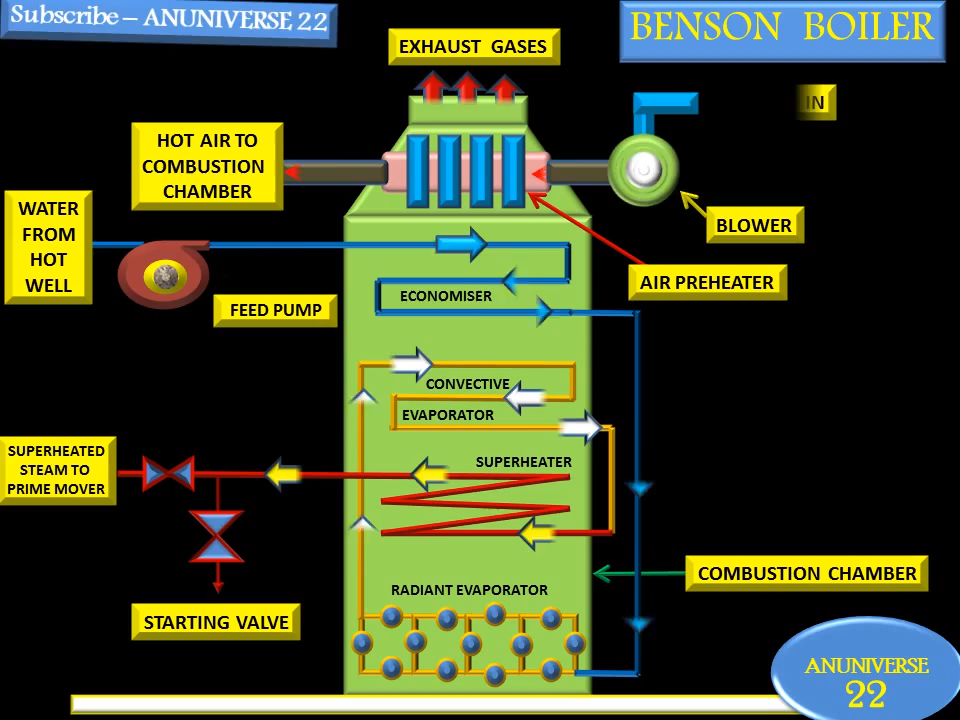 Subscribe – ANUNIVERSE 22
BENSON BOILER
EXHAUST GASES
IN
HOT AIR TO
COMBUSTION
CHAMBER
WATER
FROM
HOT
WELL
BLOWER
AIR PREHEATER
FEED PUMP
ECONOMISER
CONVECTIVE
EVAPORATOR
SUPERHEATED
STEAM TO
PRIME MOVER
SUPERHEATER
COMBUSTION CHAMBER
RADIANT EVAPORATOR
STARTING VALVE
ANUNIVERSE
22